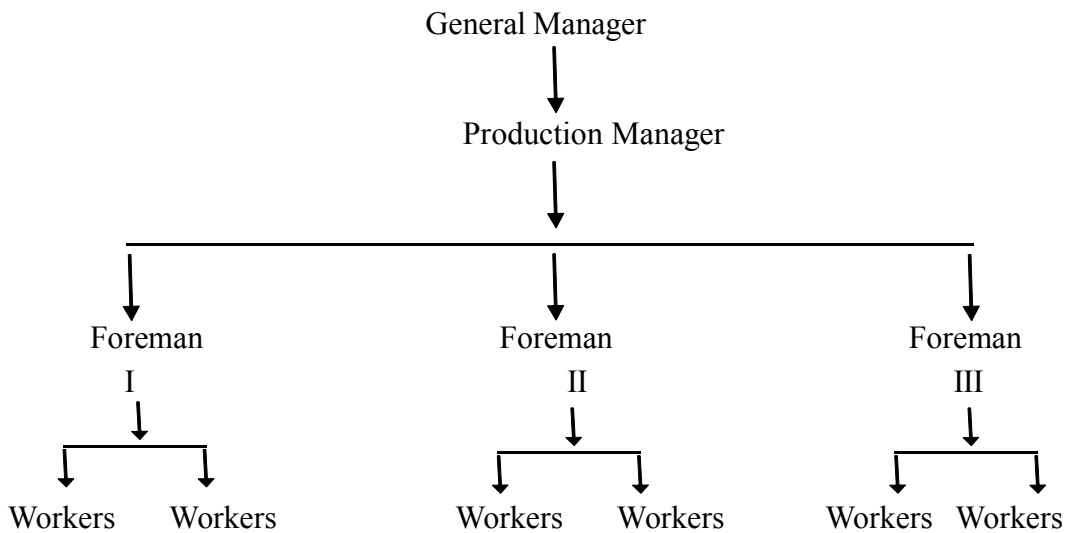 General Manager
Production Manager
Foreman Foreman Foreman
I II III
Workers Workers Workers Workers Workers Workers